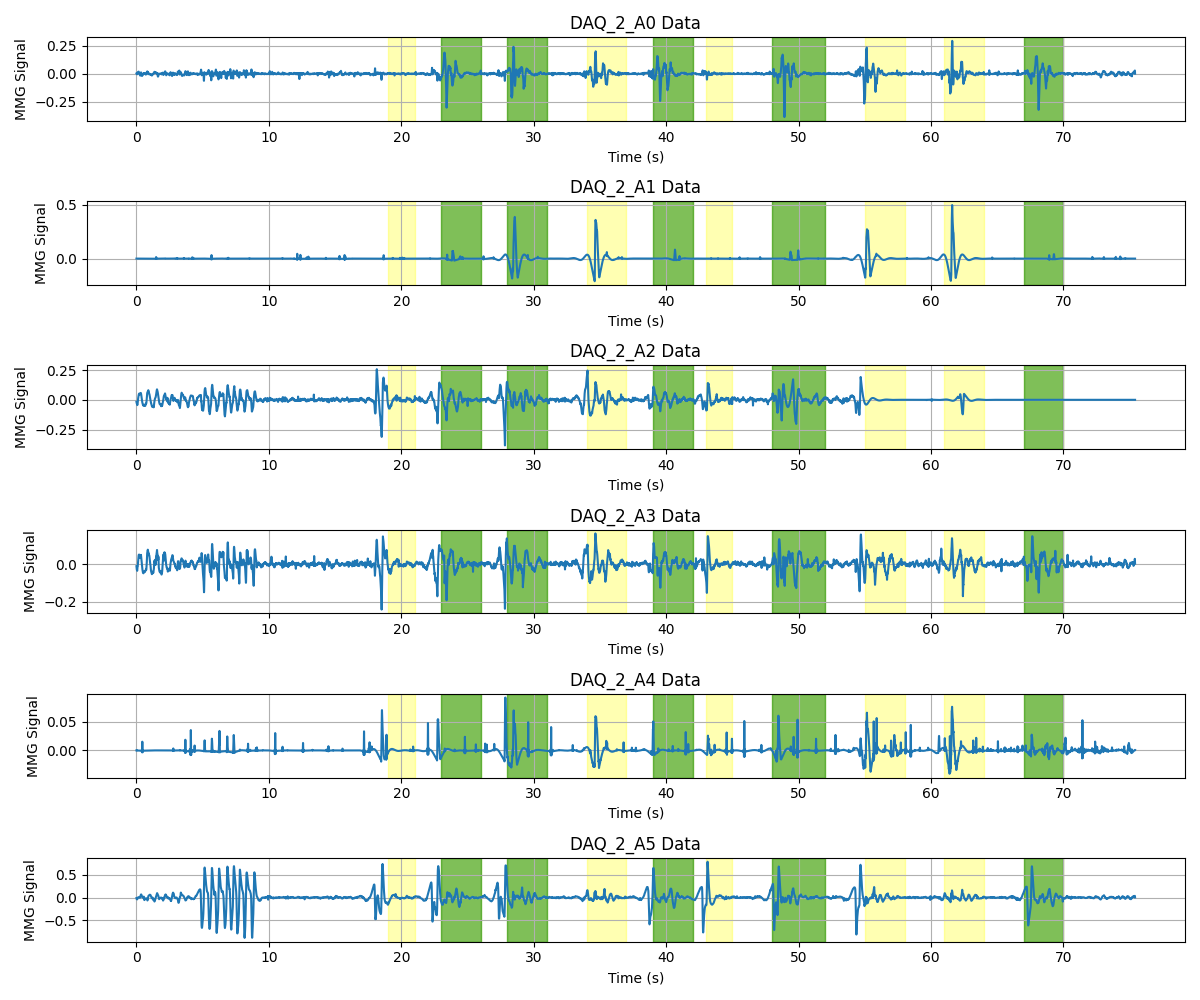 DAQ_2_A0 Data
MMG Signal
0.25
0.00
−0.25
0 10 20 30 40 50 60 70
Time (s)
DAQ_2_A1 Data
MMG Signal
0.5
0.0
0 10 20 30 40 50 60 70
Time (s)
DAQ_2_A2 Data
MMG Signal
0.25
0.00
−0.25
0 10 20 30 40 50 60 70
Time (s)
DAQ_2_A3 Data
MMG Signal
0.0
−0.2
0 10 20 30 40 50 60 70
Time (s)
DAQ_2_A4 Data
MMG Signal
0.05
0.00
0 10 20 30 40 50 60 70
Time (s)
DAQ_2_A5 Data
MMG Signal
0.5
0.0
−0.5
0 10 20 30 40 50 60 70
Time (s)